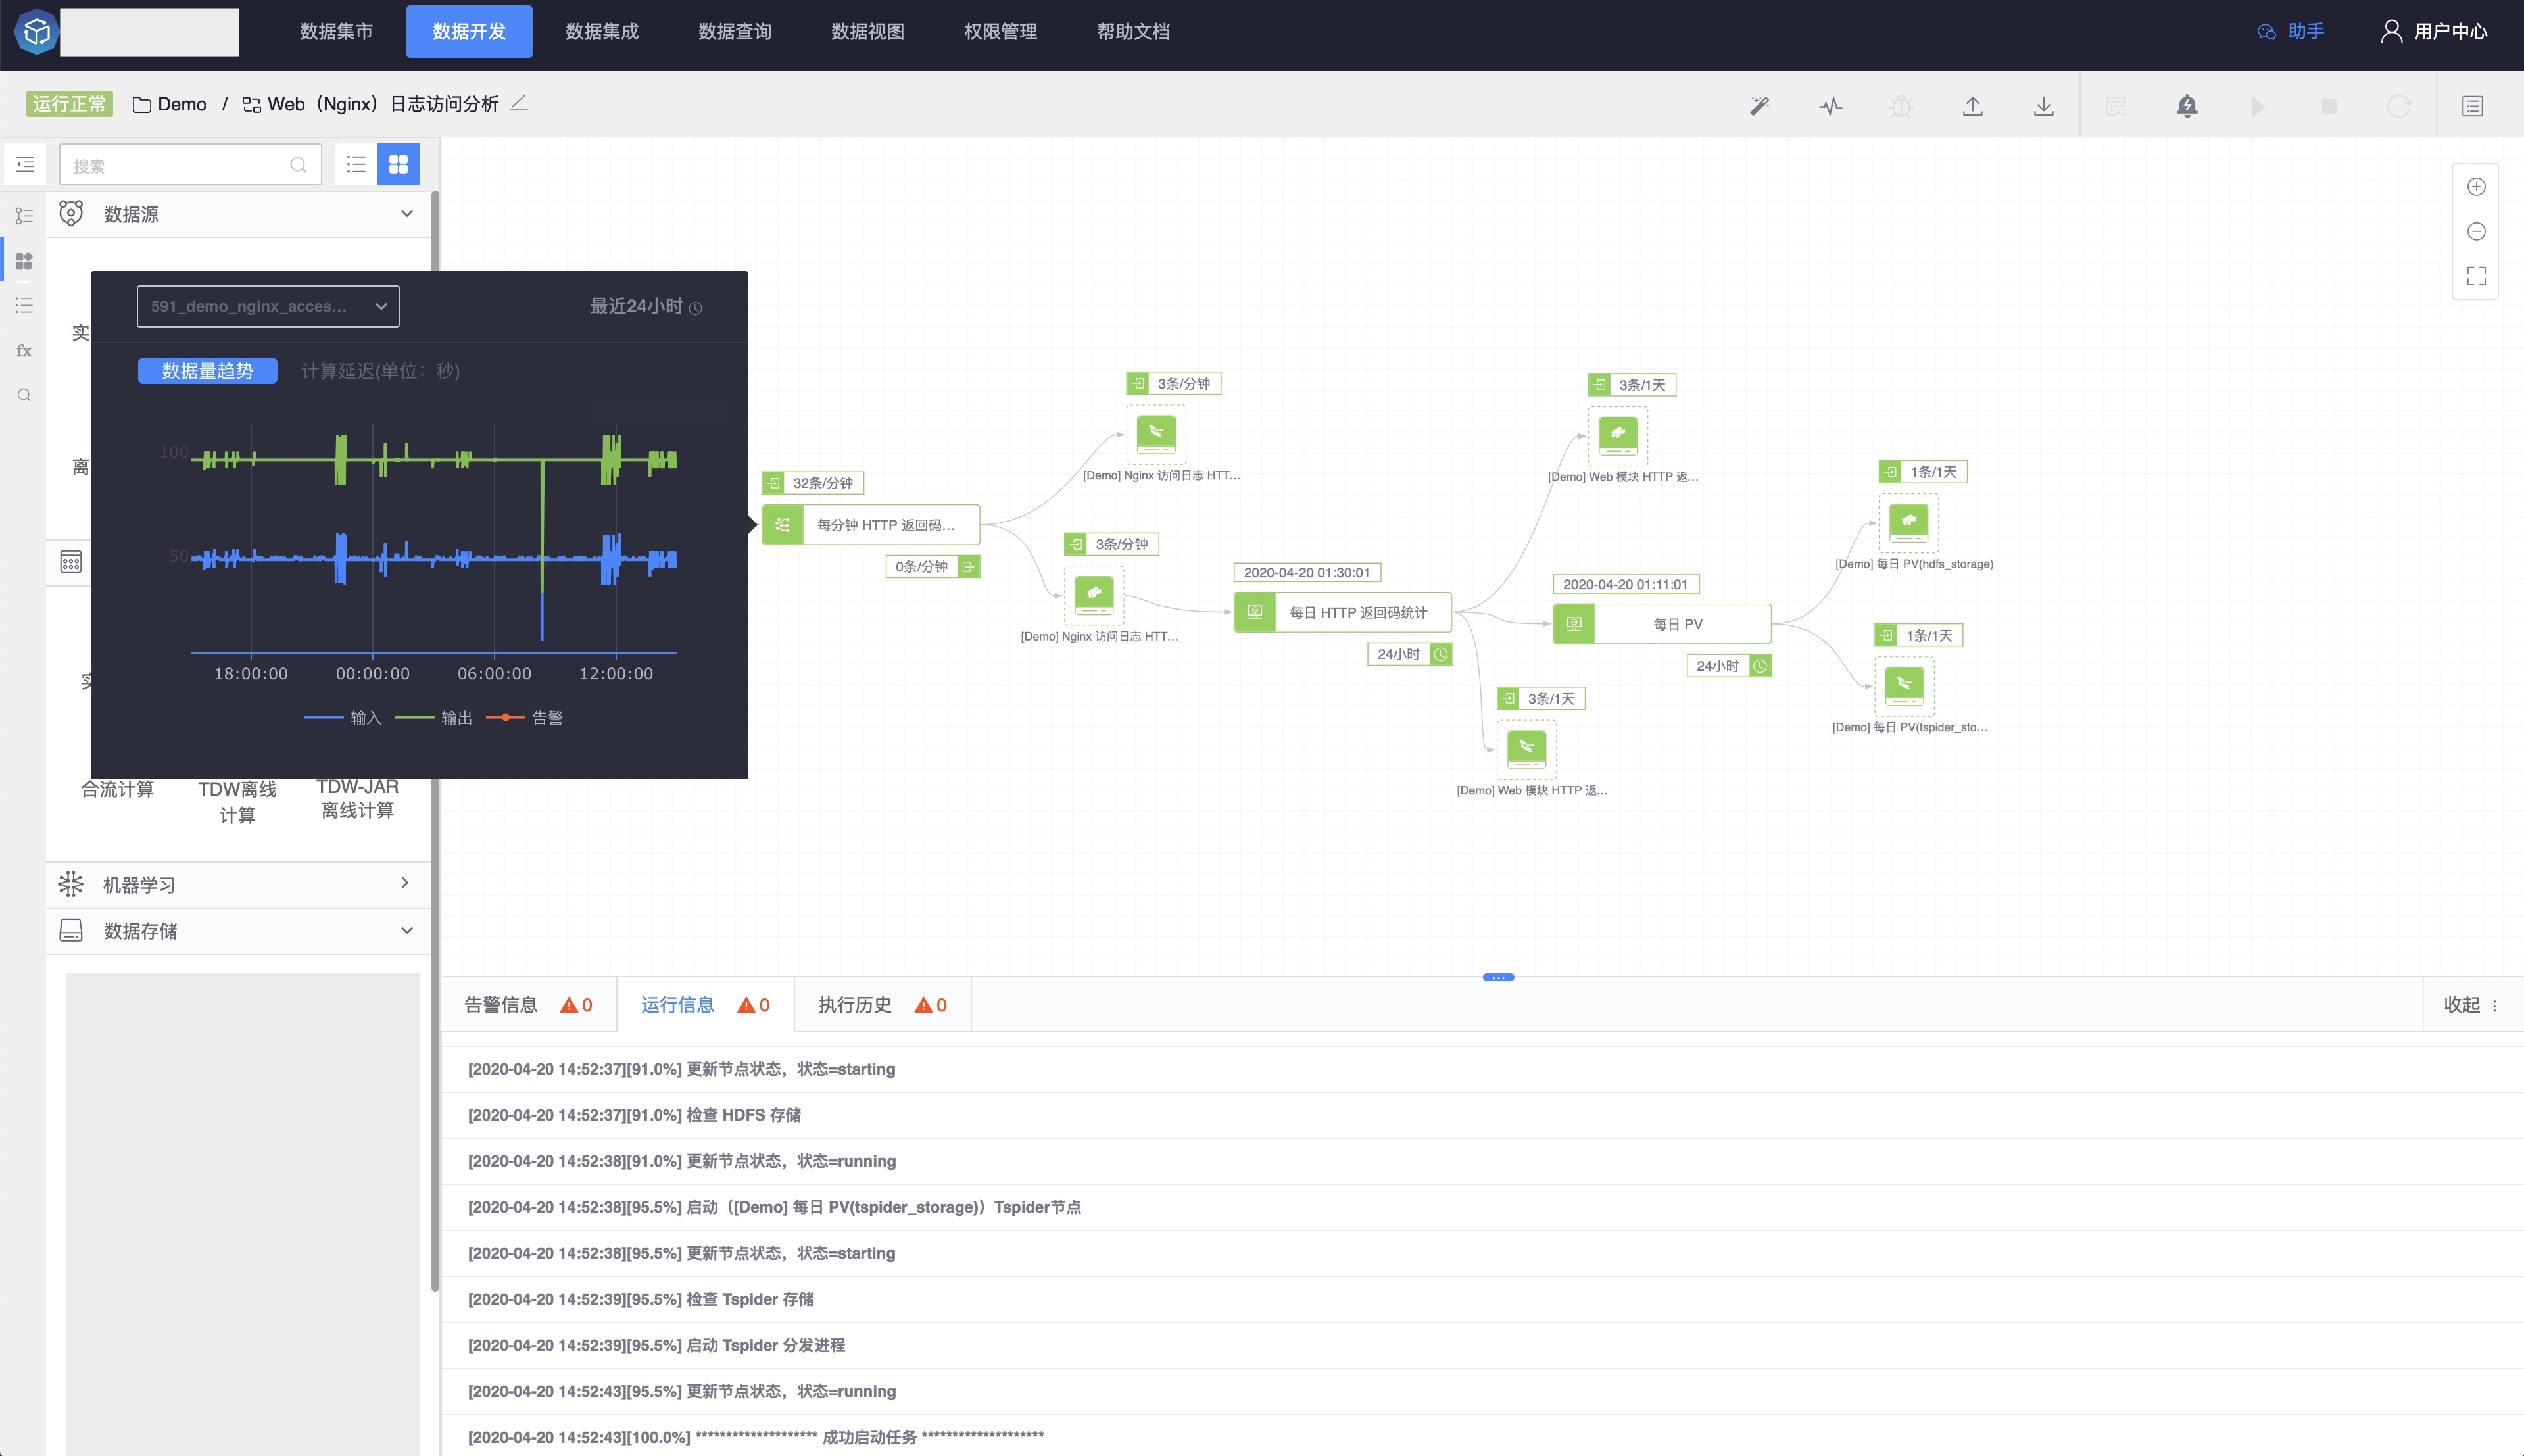 数据集市 数据开发 数据集成 数据查询 数据视图 权限管理 帮助文档 助手 用户中心
运行正常 Demo / Web（Nginx）日志访问分析
搜索
数据源
实
离
实
591_demo_nginx_acces... 最近24小时
数据量趋势 计算延迟(单位：秒)
100
50
18:00:00 00:00:00 06:00:00 12:00:00
输入 输出 告警
合流计算 TDW离线计算 TDW-JAR离线计算
机器学习
数据存储
32条/分钟
每分钟 HTTP 返回码...
0条/分钟
3条/分钟
[Demo] Nginx 访问日志 HTT...
3条/分钟
[Demo] Nginx 访问日志 HTT...
2020-04-20 01:30:01
每日 HTTP 返回码统计
24小时
3条/1天
[Demo] Web 模块 HTTP 返...
3条/1天
[Demo] Web 模块 HTTP 返...
2020-04-20 01:11:01
每日 PV
24小时
1条/1天
[Demo] 每日 PV(hdfs_storage)
1条/1天
[Demo] 每日 PV(tspider_sto...
告警信息 0 运行信息 0 执行历史 0 收起
[2020-04-20 14:52:37][91.0%] 更新节点状态，状态=starting
[2020-04-20 14:52:37][91.0%] 检查 HDFS 存储
[2020-04-20 14:52:38][91.0%] 更新节点状态，状态=running
[2020-04-20 14:52:38][95.5%] 启动（[Demo] 每日 PV(tspider_storage)）Tspider节点
[2020-04-20 14:52:38][95.5%] 更新节点状态，状态=starting
[2020-04-20 14:52:39][95.5%] 检查 Tspider 存储
[2020-04-20 14:52:39][95.5%] 启动 Tspider 分发进程
[2020-04-20 14:52:43][95.5%] 更新节点状态，状态=running
[2020-04-20 14:52:43][100.0%] ******************** 成功启动任务 ********************